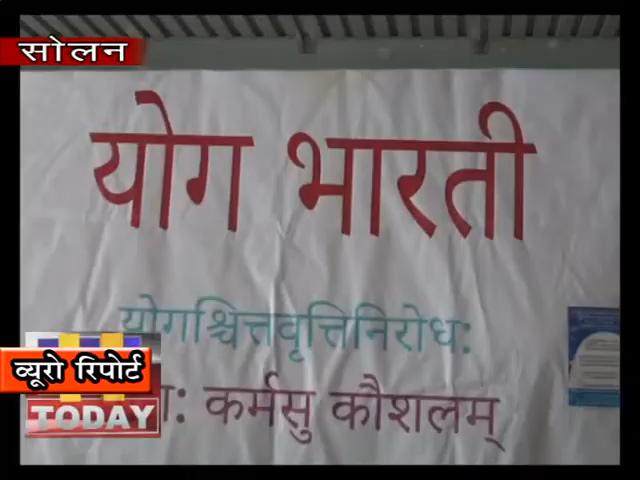 सोलन
योग भारती
योगश्चित्तवृत्तिनिरोधः
व्यूरो रिपोर्ट
कर्मसु कौशलम्
TODAY